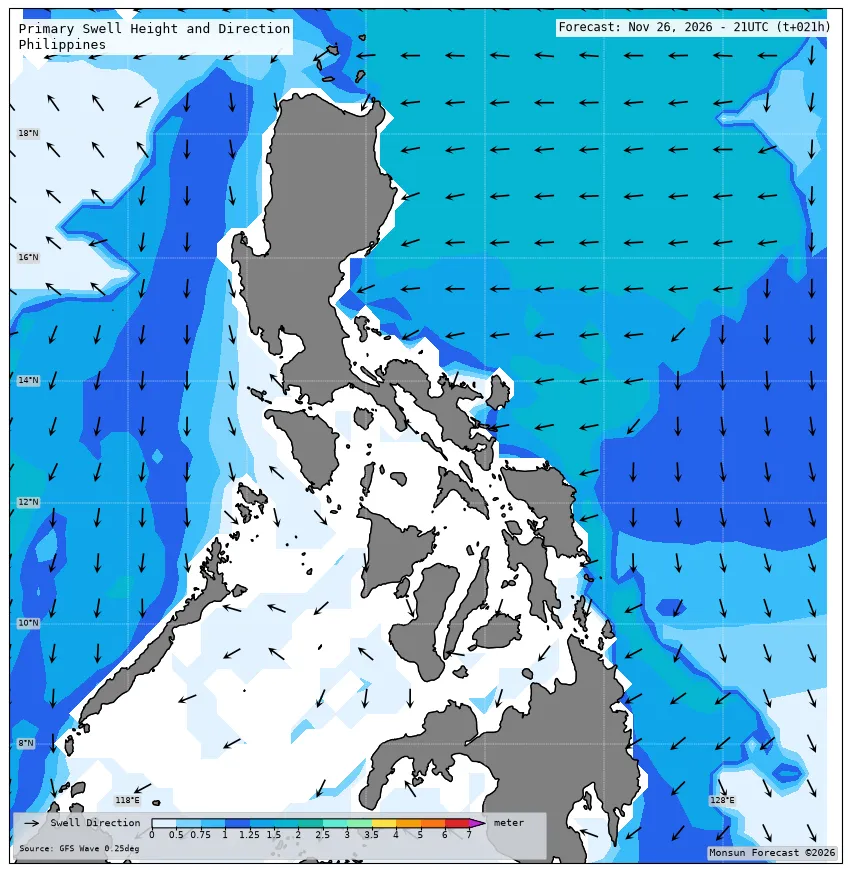 Primary Swell Height and Direction
Philippines
Forecast: Nov 26, 2026 - 21UTC (t+021h)
18°N
16°N
14°N
12°N
10°N
8°N
118°E
128°E
Swell Direction
meter
0 0.5 0.75 1 1.25 1.5 2 2.5 3 3.5 4 5 6 7
Source: GFS Wave 0.25deg
Monsun Forecast ©2026